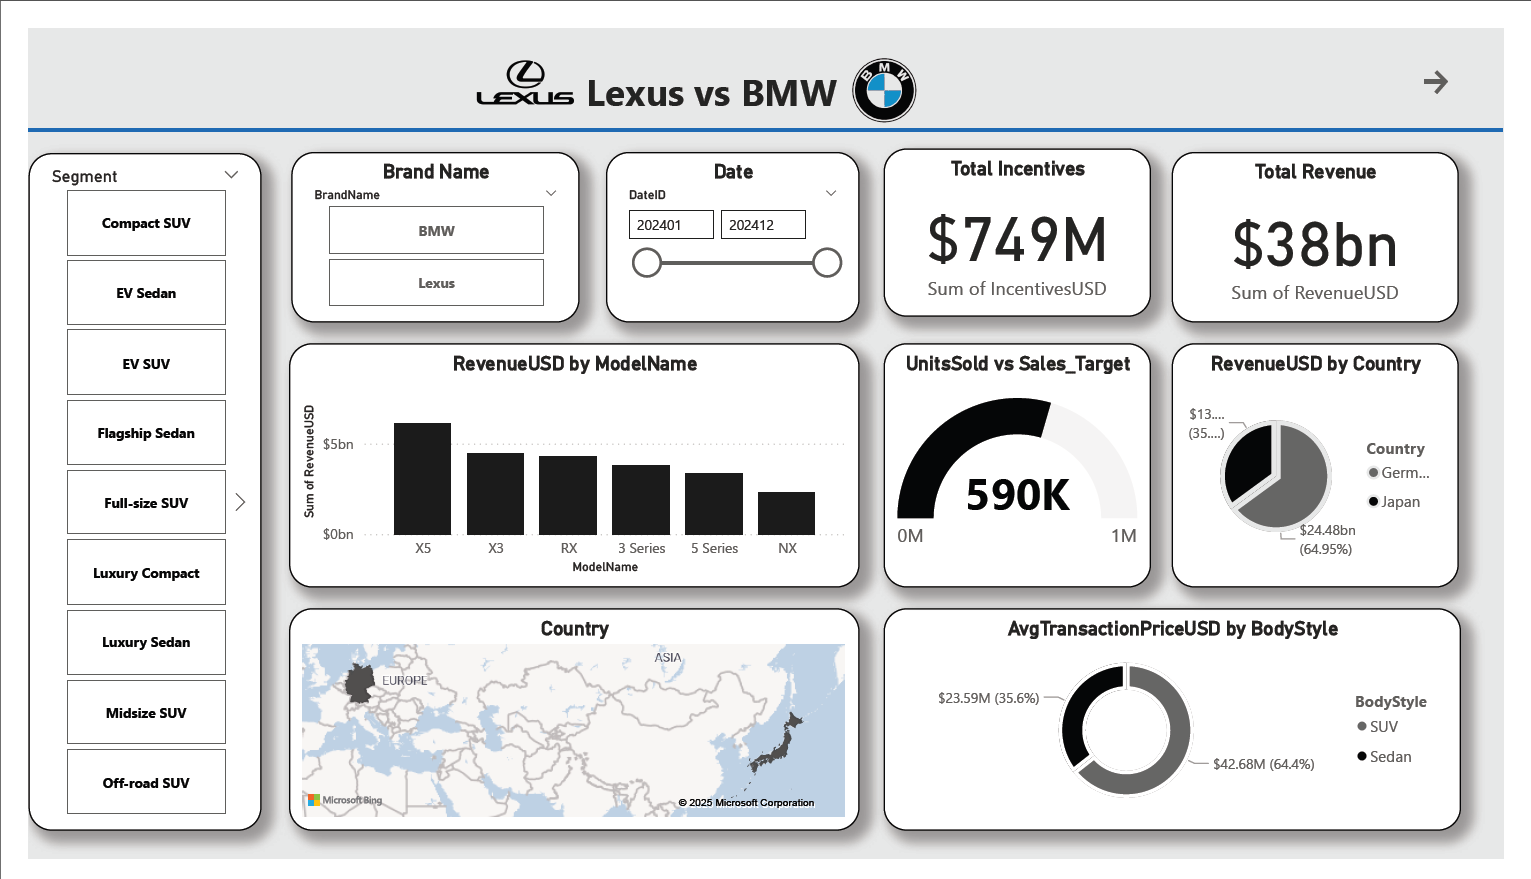 LEXUS
Lexus vs BMW
BMW
Segment
Compact SUV
EV Sedan
EV SUV
Flagship Sedan
Full-size SUV
Luxury Compact
Luxury Sedan
Midsize SUV
Off-road SUV
Brand Name
BrandName
BMW
Lexus
Date
DateID
202401
202412
Total Incentives
$749M
Sum of IncentivesUSD
Total Revenue
$38bn
Sum of RevenueUSD
RevenueUSD by ModelName
Sum of RevenueUSD
$5bn
$0bn
X5
X3
RX
3 Series
5 Series
NX
ModelName
UnitsSold vs Sales_Target
590K
0M
1M
RevenueUSD by Country
$13....
(35....)
$24.48bn
(64.95%)
Country
Germ...
Japan
Country
ASIA
EUROPE
Microsoft Bing
© 2025 Microsoft Corporation
AvgTransactionPriceUSD by BodyStyle
$23.59M (35.6%)
$42.68M (64.4%)
BodyStyle
SUV
Sedan